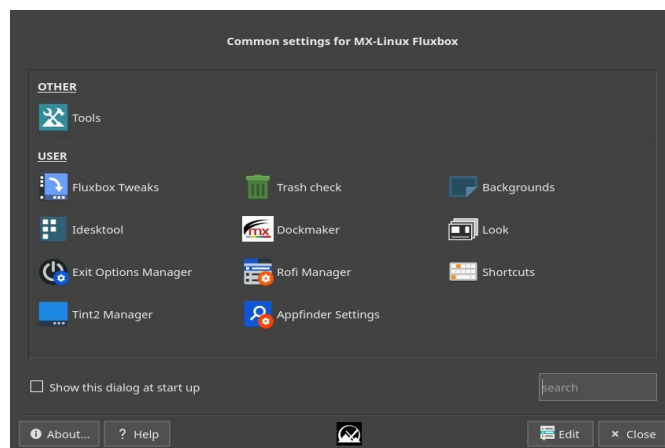 Common settings for MX-Linux Fluxbox
OTHER
Tools
USER
Fluxbox Tweaks Trash check Backgrounds
Idesktool mx Dockmaker Look
Exit Options Manager Rofi Manager Shortcuts
Tint2 Manager Appfinder Settings
Show this dialog at start up search
About... ? Help Edit × Close